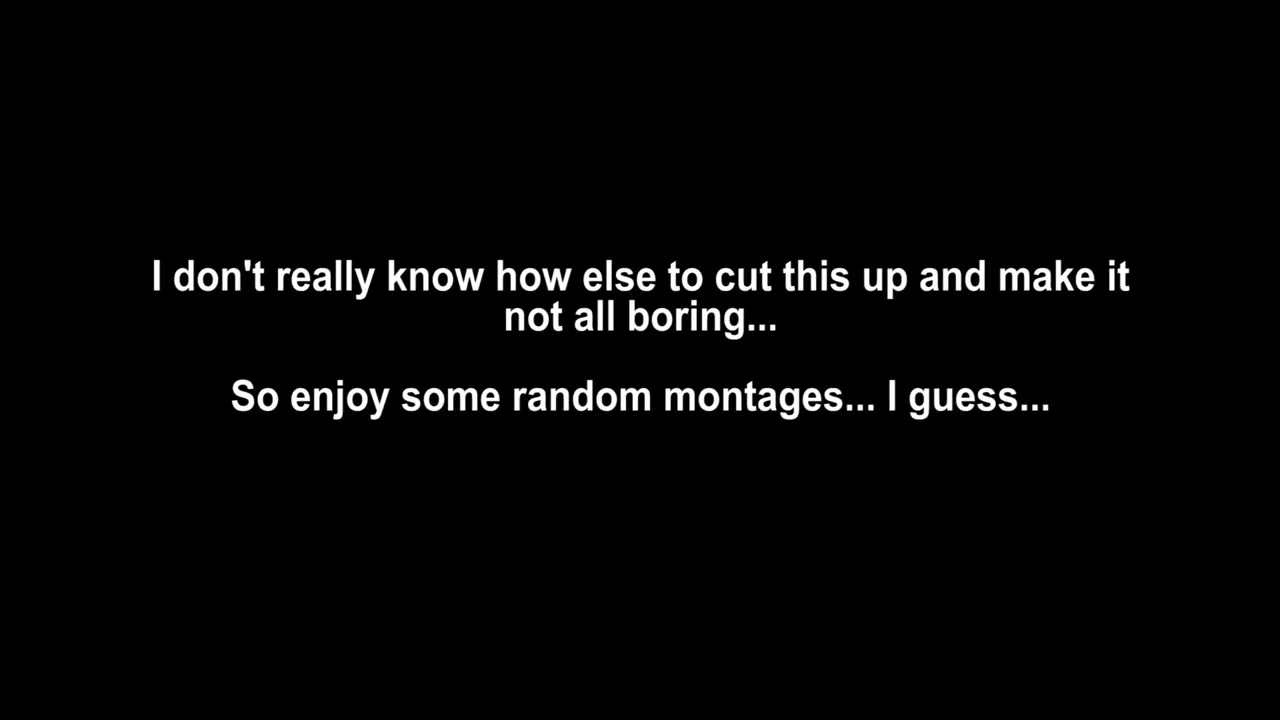 I don't really know how else to cut this up and make it
not all boring...
So enjoy some random montages... I guess...